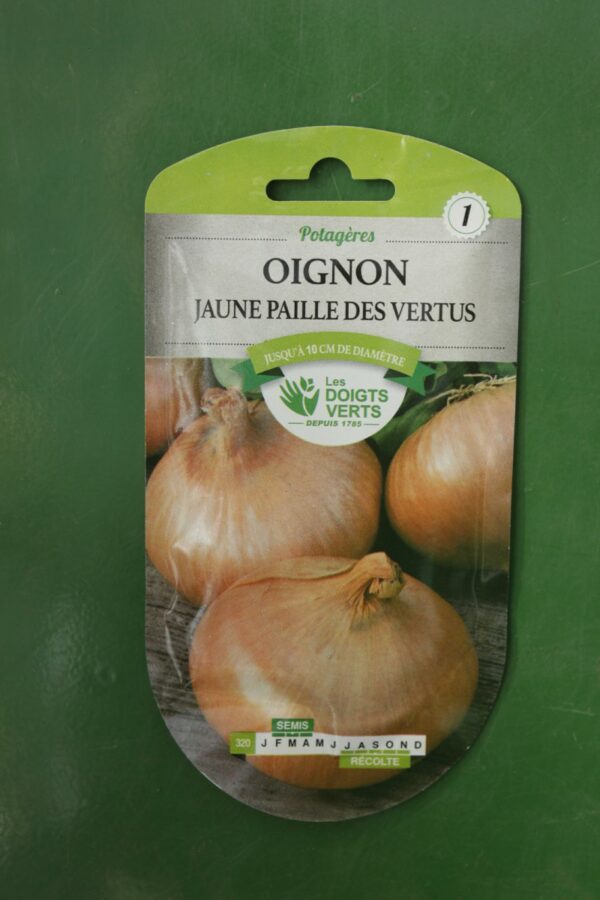 1
Potagères
OIGNON
JAUNE PAILLE DES VERTUS
JUSQU'À 10 CM DE DIAMÈTRE
Les
DOIGTS
VERTS
DEPUIS 1785
SEMIS
320 J F M A M J J A S O N D
RÉCOLTE